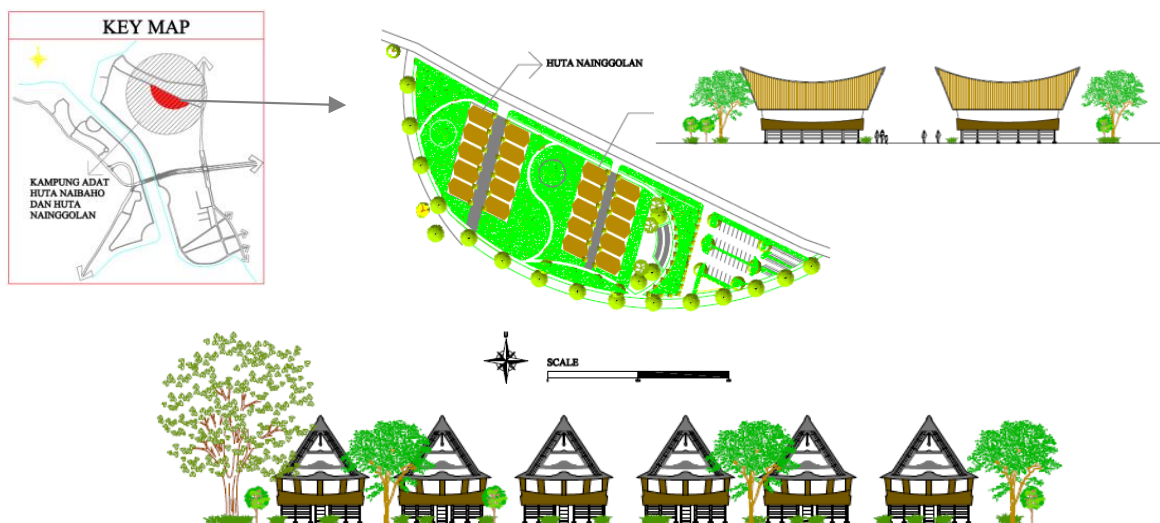 KEY MAP
KAMPUNG ADAT
HUTA NAIBAHO
DAN HUTA
NAINGGOLAN
HUTA NAINGGOLAN
U
SCALE